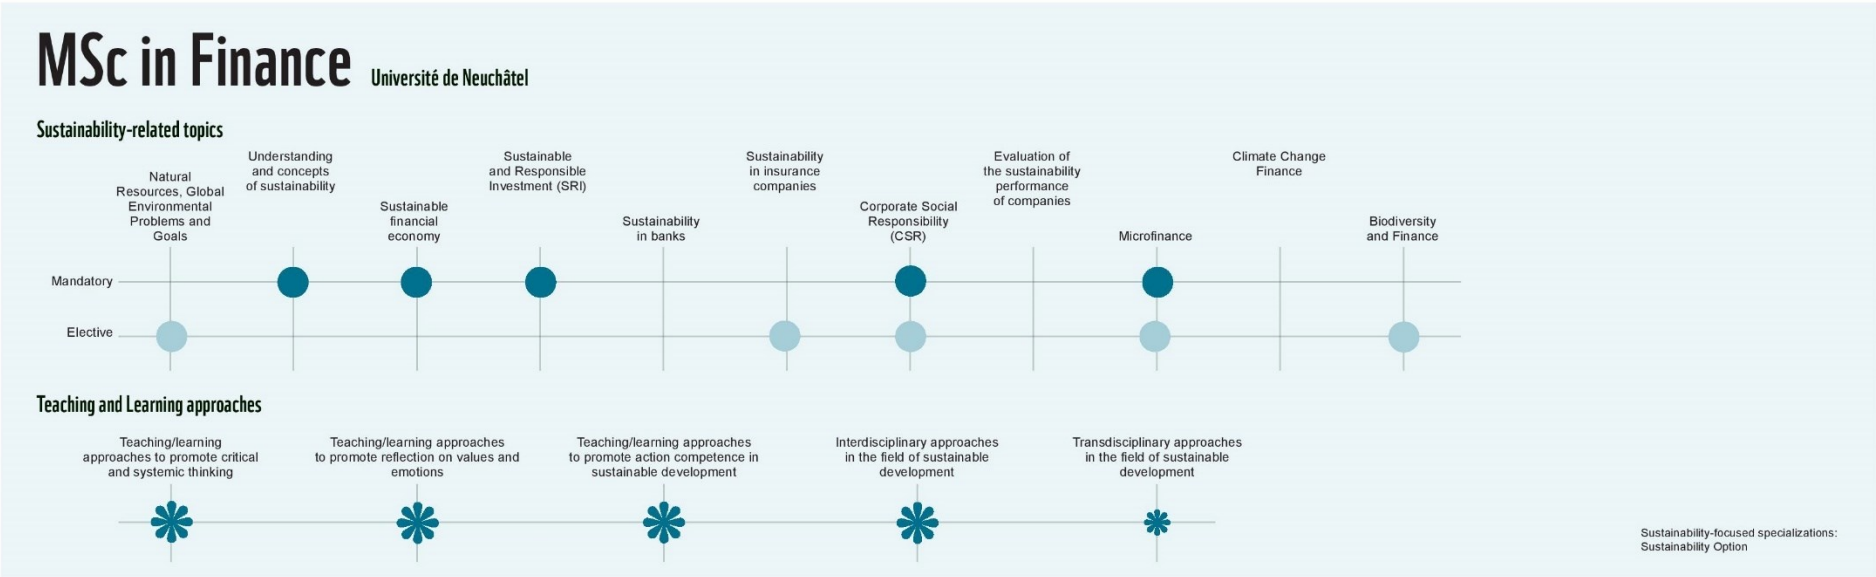 MSc in Finance Université de Neuchâtel
Sustainability-related topics
Natural
Resources, Global
Environmental
Problems and
Goals
Understanding
and concepts
of sustainability
Sustainable
financial
economy
Sustainable
and Responsible
Investment (SRI)
Sustainability
in banks
Sustainability
in insurance
companies
Corporate Social
Responsibility
(CSR)
Evaluation of
the sustainability
performance
of companies
Microfinance
Climate Change
Finance
Biodiversity
and Finance
Mandatory
Elective
Teaching and Learning approaches
Teaching/learning
approaches to promote critical
and systemic thinking
Teaching/learning approaches
to promote reflection on values and
emotions
Teaching/learning approaches
to promote action competence in
sustainable development
Interdisciplinary approaches
in the field of sustainable
development
Transdisciplinary approaches
in the field of sustainable
development
Sustainability-focused specializations:
Sustainability Option